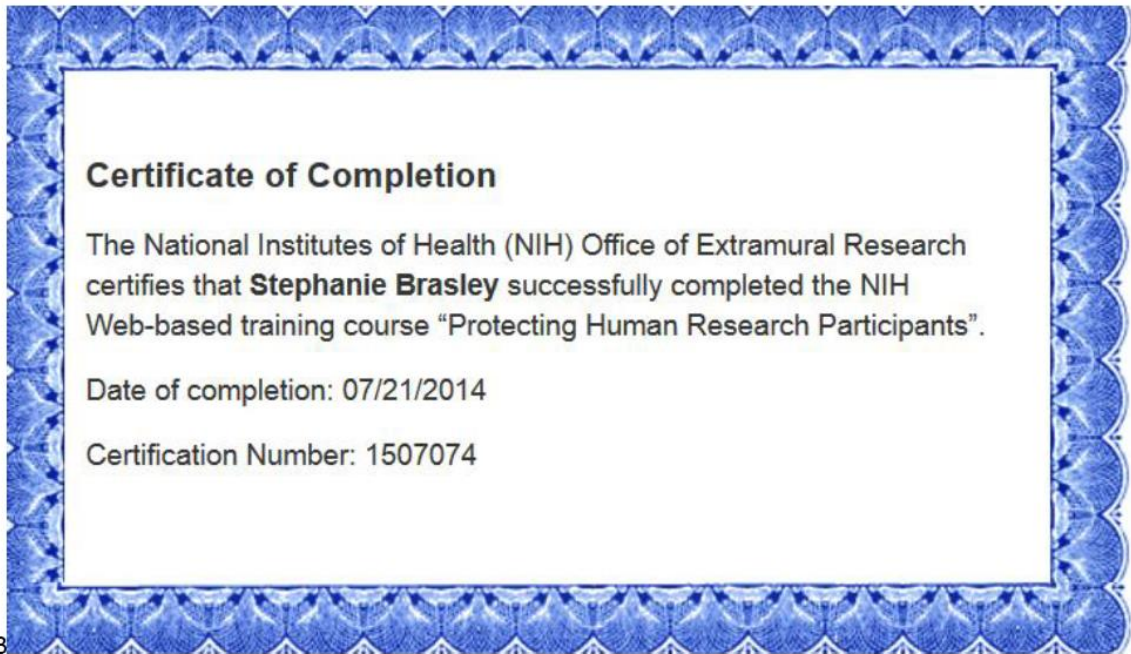 Certificate of Completion
The National Institutes of Health (NIH) Office of Extramural Research
certifies that Stephanie Brasley successfully completed the NIH
Web-based training course “Protecting Human Research Participants”.
Date of completion: 07/21/2014
Certification Number: 1507074